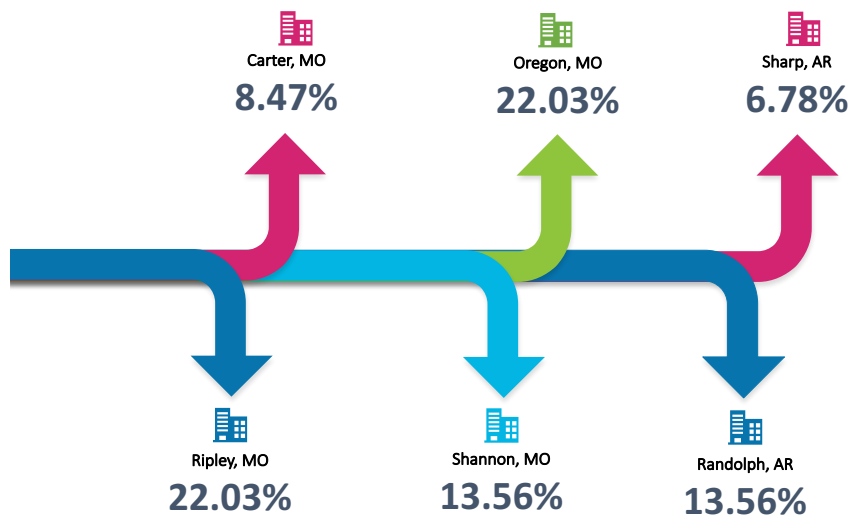 Carter, MO
8.47%
Oregon, MO
22.03%
Sharp, AR
6.78%
Ripley, MO
22.03%
Shannon, MO
13.56%
Randolph, AR
13.56%